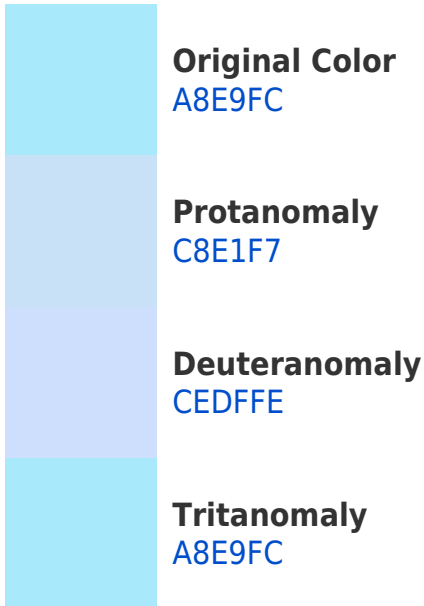 Original Color
A8E9FC
Protanomaly
C8E1F7
Deuteranomaly
CEDFFE
Tritanomaly
A8E9FC